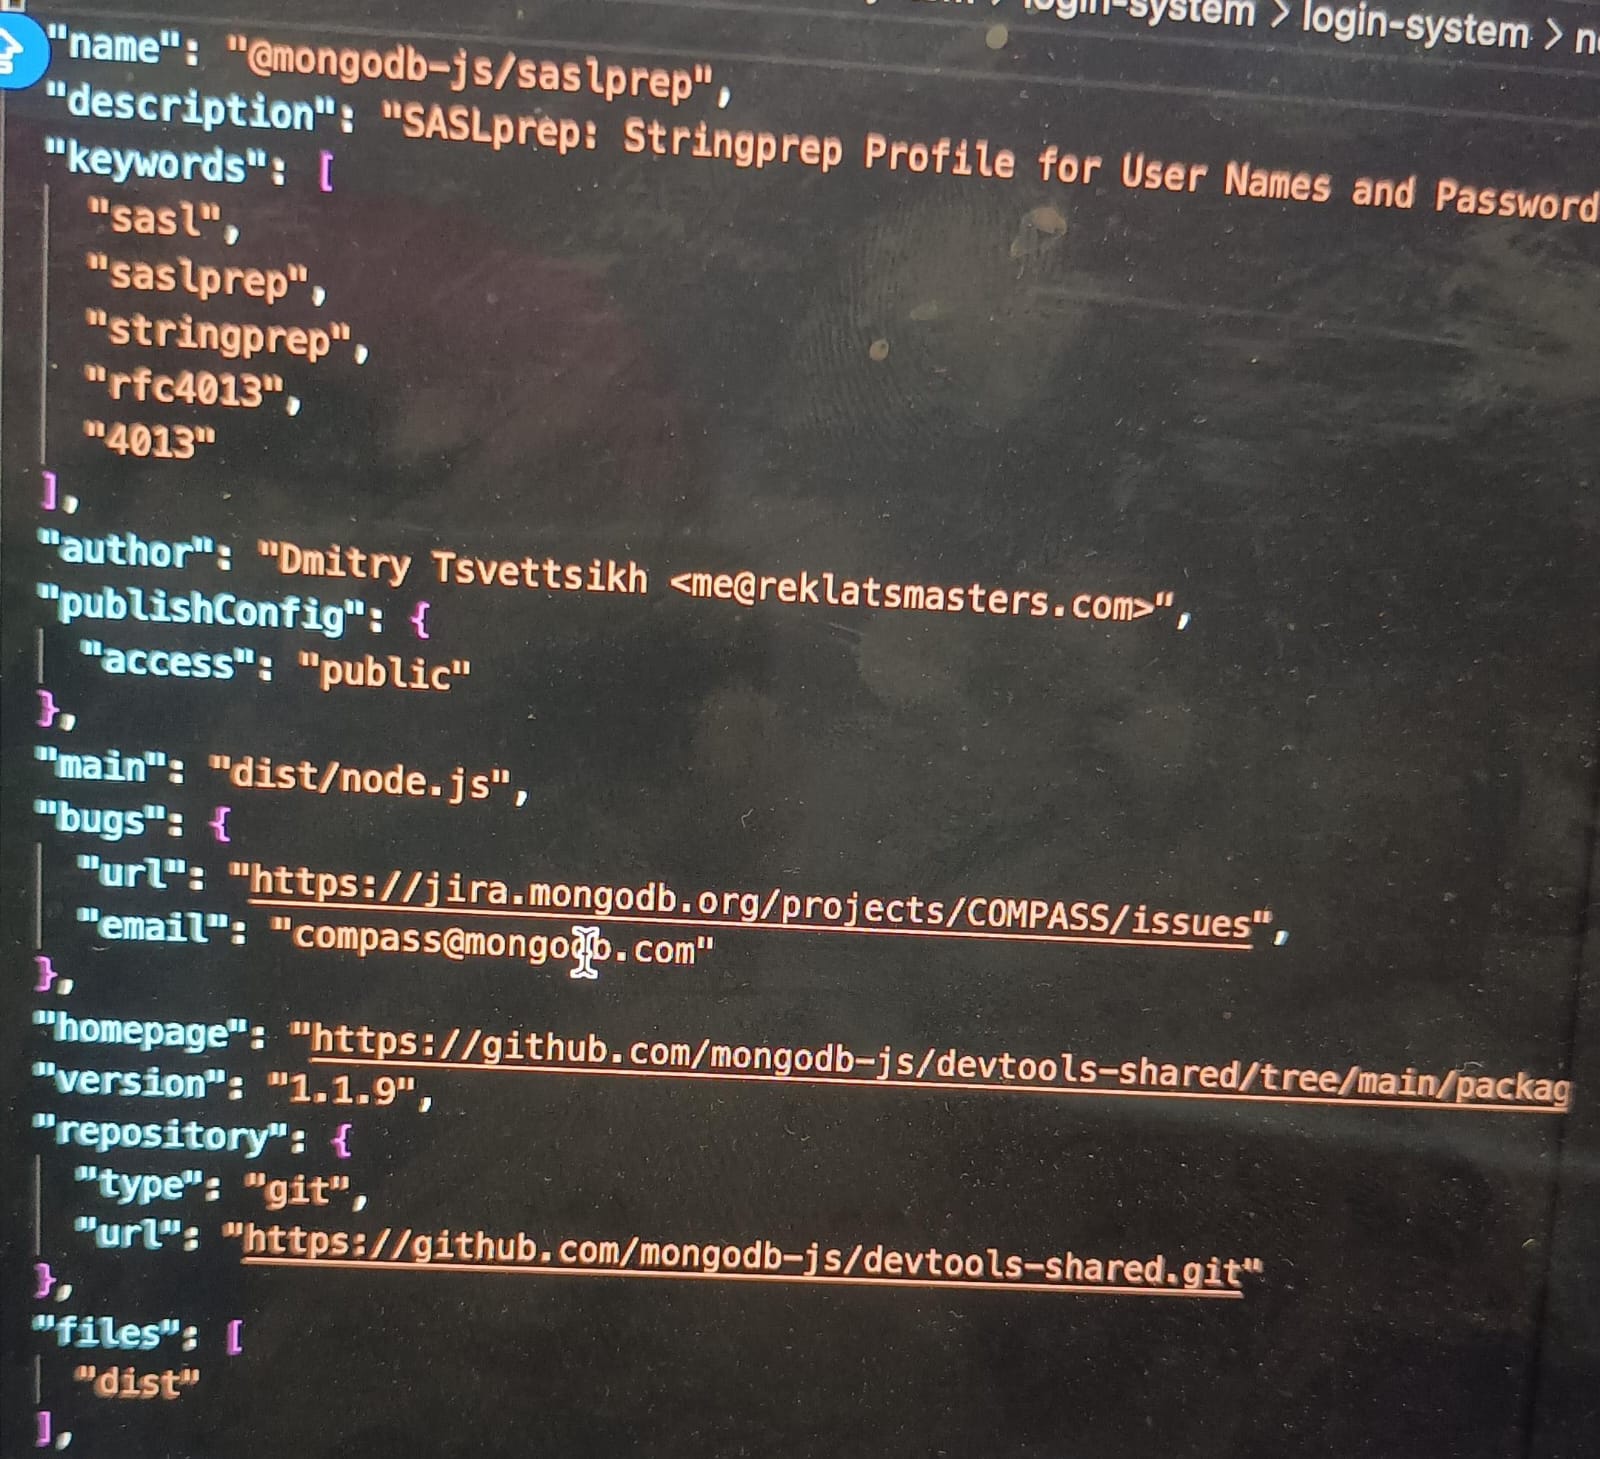 login-system > login-system >
"name": "@mongodb-js/saslprep",
"description": "SASLprep: Stringprep Profile for User Names and Password
"keywords": [
"sasl",
"saslprep",
"stringprep",
"rfc4013",
"4013"
],
"author": "Dmitry Tsvettsikh <me@reklatsmasters.com>",
"publishConfig": {
"access": "public"
},
"main": "dist/node.js",
"bugs": {
"url": "https://jira.mongodb.org/projects/COMPASS/issues",
"email": "compass@mongodb.com"
},
"homepage": "https://github.com/mongodb-js/devtools-shared/tree/main/packag
"version": "1.1.9",
"repository": {
"type": "git",
"url": "https://github.com/mongodb-js/devtools-shared.git"
},
"files": [
"dist"
],